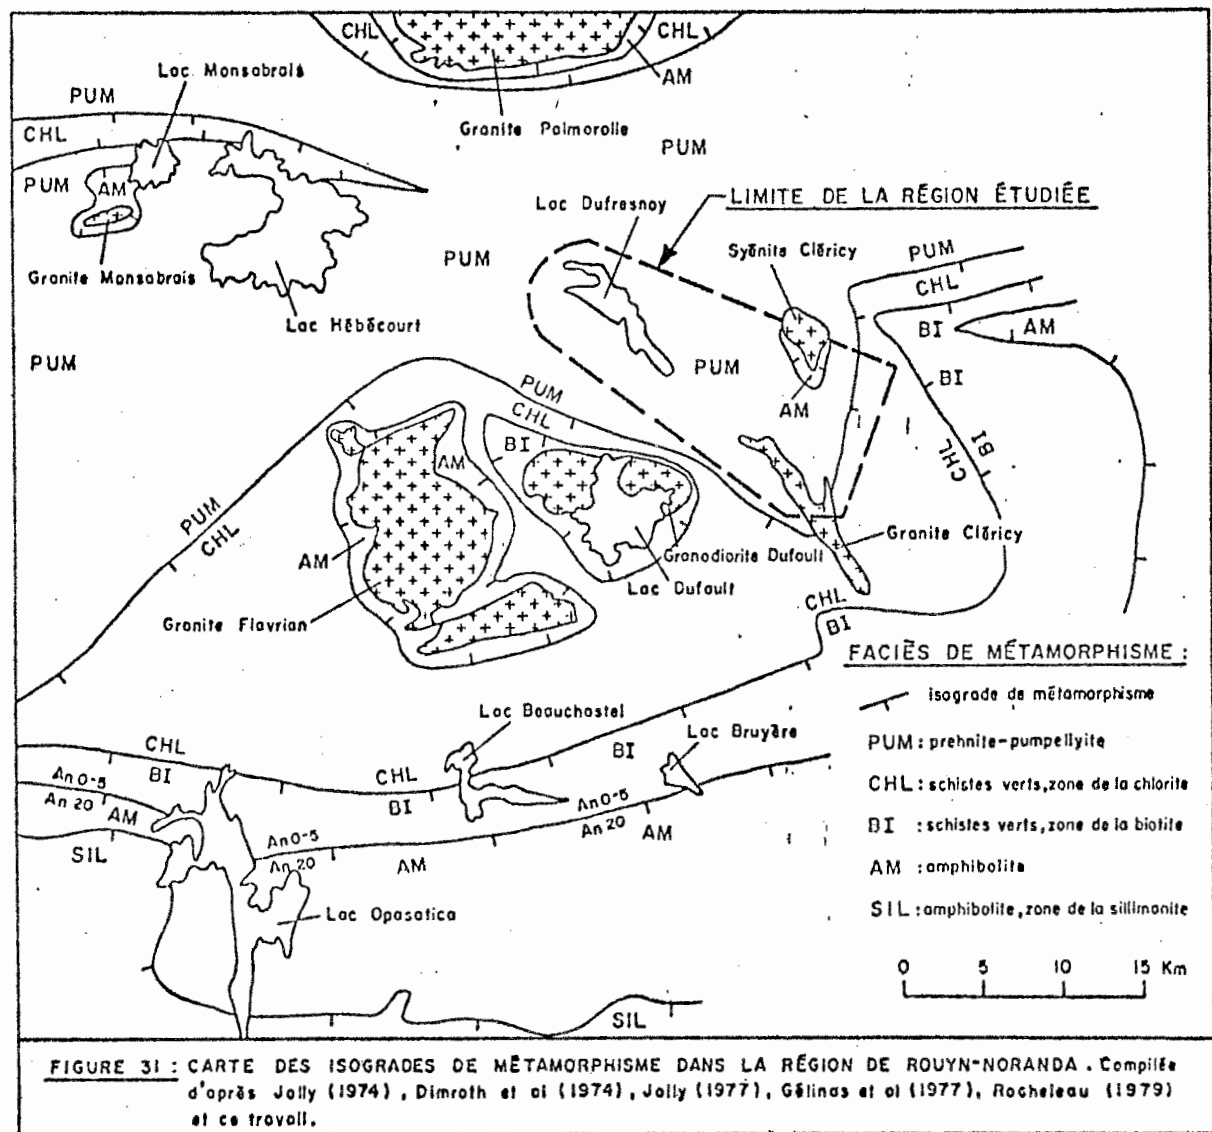 CHL
CHL
AM
Lac Monsabrais
PUM
Granite Palmorolle
CHL
PUM
PUM
AM
LIMITE DE LA RÉGION ÉTUDIÉE
Lac Dufresnoy
Syénite Cléricy
PUM
PUM
CHL
Granite Monsabrais
Lac Hébécourt
BI
AM
PUM
PUM
BI
PUM
CHL
AM
BI
AM
BI
CHL
PUM
CHL
Granite Cléricy
Granodiorite Dufault
AM
Lac Dufault
CHL
BI
Granite Flavrian
FACIÈS DE MÉTAMORPHISME :
isograde de métamorphisme
Lac Beauchastel
Lac Bruyère
CHL
BI
BI
PUM : prehnite-pumpellyite
An 0-5
CHL
BI
CHL : schistes verts, zone de la chlorite
An 20
AM
An 0-5
An 20
AM
BI : schistes verts, zone de la biotite
SIL
An 0-5
An 20
AM
AM : amphibolite
Lac Opasatica
SIL : amphibolite, zone de la sillimanite
0 5 10 15 Km
SIL
FIGURE 31 : CARTE DES ISOGRADES DE MÉTAMORPHISME DANS LA RÉGION DE ROUYN-NORANDA. Compilée
d'après Jolly (1974), Dimroth et al (1974), Jolly (1977), Gélinas et al (1977), Rocheleau (1979)
et ce travail.